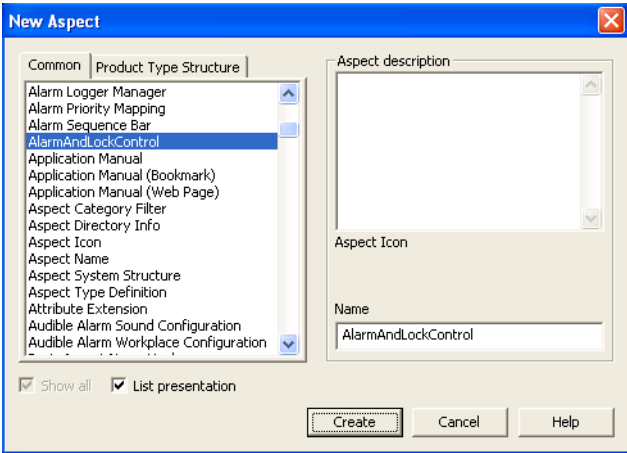 New Aspect
Common
Product Type Structure
Alarm Logger Manager
Alarm Priority Mapping
Alarm Sequence Bar
AlarmAndLockControl
Application Manual
Application Manual (Bookmark)
Application Manual (Web Page)
Aspect Category Filter
Aspect Directory Info
Aspect Icon
Aspect Name
Aspect System Structure
Aspect Type Definition
Attribute Extension
Audible Alarm Sound Configuration
Audible Alarm Workplace Configuration
Aspect description
Aspect Icon
Name
AlarmAndLockControl
Show all
List presentation
Create
Cancel
Help